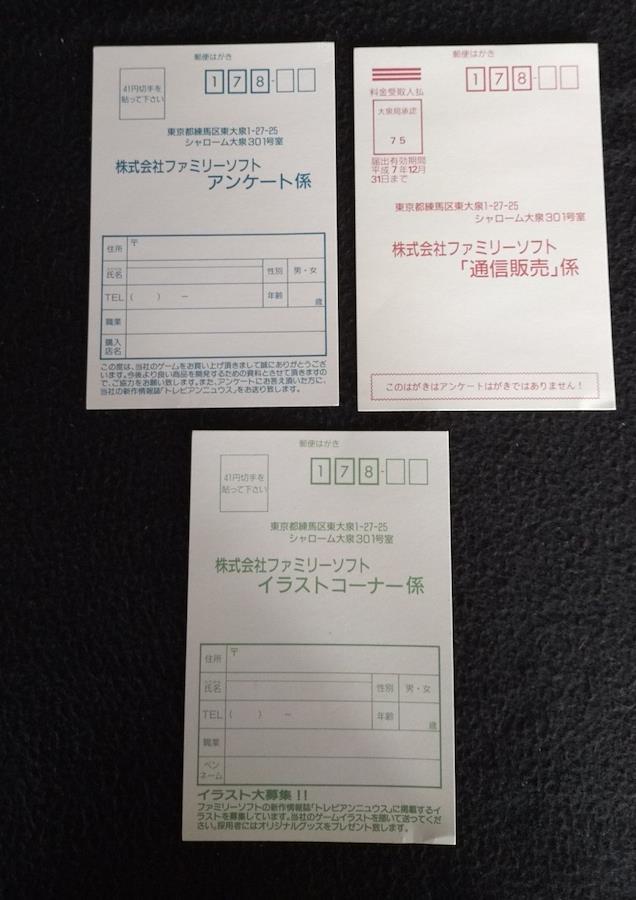 郵便はがき
41円切手を
貼って下さい
178-
東京都練馬区東大泉1-27-25
シャローム大泉301号室
株式会社ファミリーソフト
アンケート係
住所 〒
氏名 性別 男・女
TEL ( ) － 年齢 歳
職業
購入
店名
この度は、当社のゲームをお買い上げ頂きまして誠にありがとうござ
います。今後より良い商品を開発するための資料とさせて頂きますの
で、ご協力をお願い致します。また、アンケートにお答え頂いた方に、
当社の新作情報誌「トレビアンニュウス」をお送り致します。
郵便はがき
178-
料金受取人払
大泉局承認
75
届出有効期間
平成7年12月
31日まで
東京都練馬区東大泉1-27-25
シャローム大泉301号室
株式会社ファミリーソフト
「通信販売」係
このはがきはアンケートはがきではありません！
郵便はがき
41円切手を
貼って下さい
178-
東京都練馬区東大泉1-27-25
シャローム大泉301号室
株式会社ファミリーソフト
イラストコーナー係
住所 〒
氏名 性別 男・女
TEL ( ) － 年齢 歳
職業
ペン
ネーム
イラスト大募集！！
ファミリーソフトの新作情報誌「トレビアンニュウス」に掲載するイ
ラストを募集しています。当社のゲームイラストを描いて送ってくだ
さい。採用者にはオリジナルグッズをプレゼント致します。